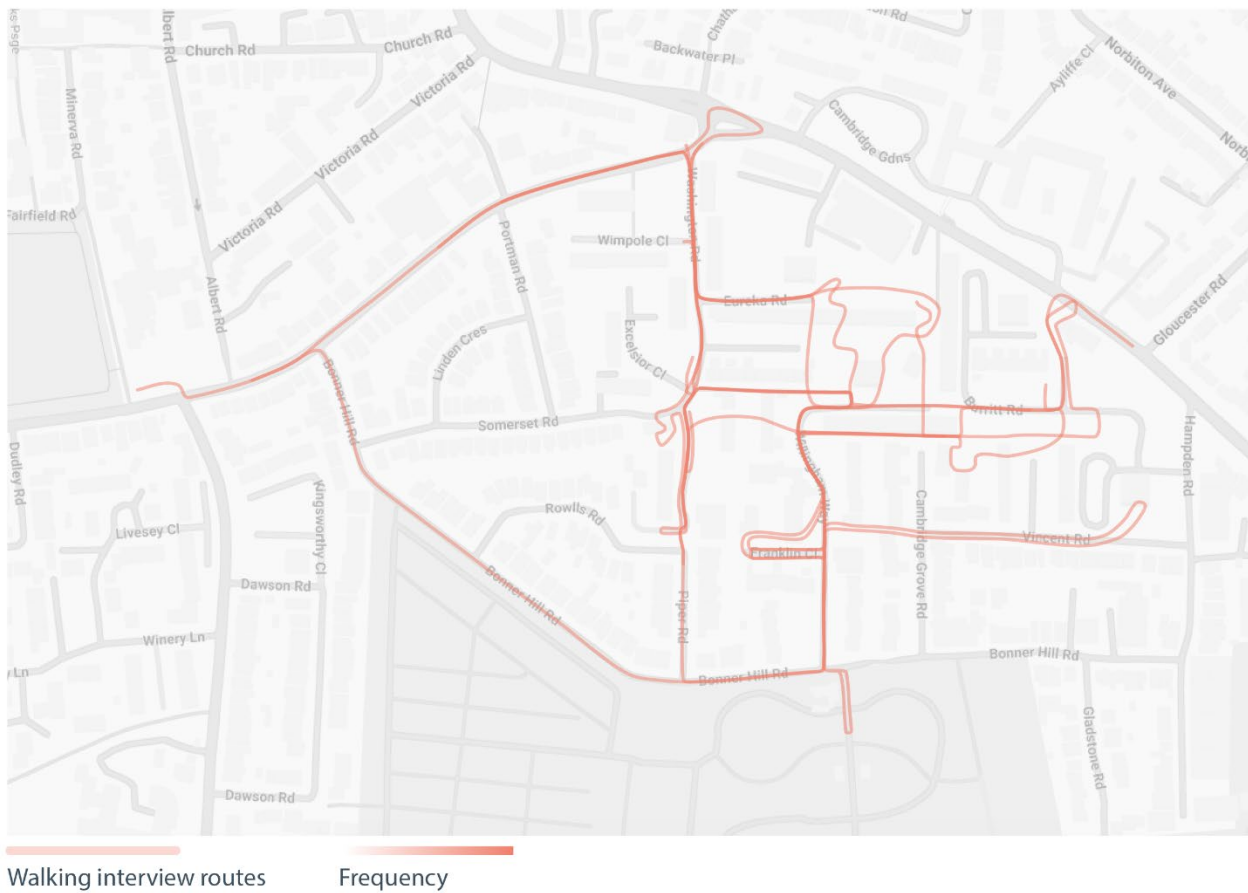 Church Rd
Church Rd
Albert Rd
Minerva Rd
Victoria Rd
Victoria Rd
Victoria Rd
Backwater Pl
Norbiton Ave
Ayliffe Cl
Cambridge Gdns
Fairfield Rd
Albert Rd
Portman Rd
Wimpole Cl
Washington Rd
Eureka Rd
Gloucester Rd
Linden Cres
Excelsior Cl
Bonner Hill Rd
Somerset Rd
Burritt Rd
Hampden Rd
Dudley Rd
Kingsworthy Cl
Livesey Cl
Rowlls Rd
Cambridge Grove Rd
Vincent Rd
Franklin Cl
Dawson Rd
Bonner Hill Rd
Piper Rd
Winery Ln
Bonner Hill Rd
Bonner Hill Rd
Gladstone Rd
Dawson Rd
Walking interview routes
Frequency